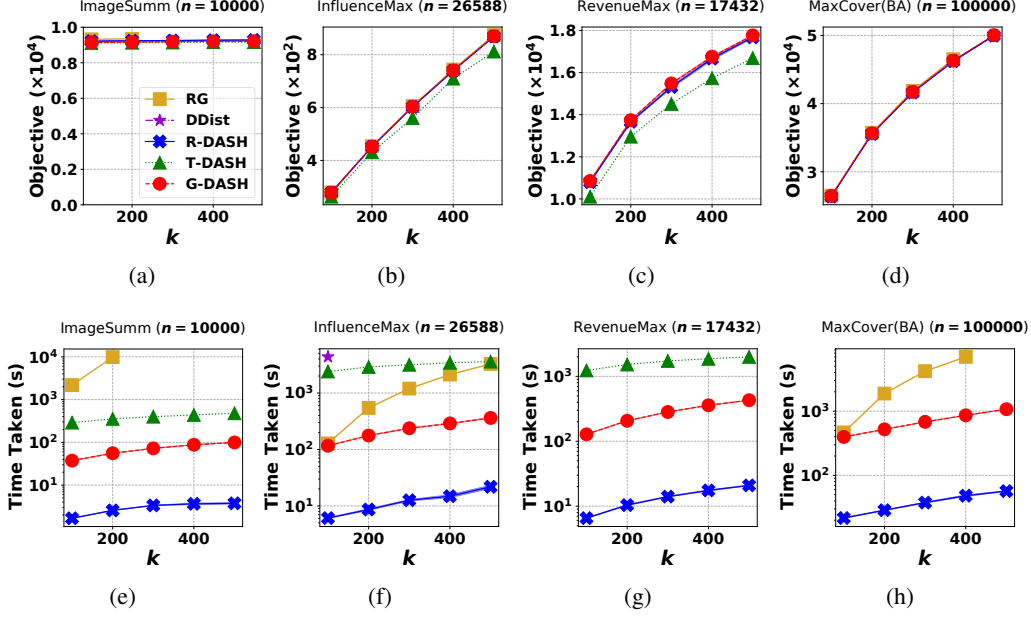 ImageSumm (n = 10000)
Objective (×10⁴)
1.0
0.8
0.6
0.4
0.2
0.0
RG
DDist
R-DASH
T-DASH
G-DASH
200
400
k
(a)
InfluenceMax (n = 26588)
Objective (×10²)
8
6
4
200
400
k
(b)
RevenueMax (n = 17432)
Objective (×10⁴)
1.8
1.6
1.4
1.2
1.0
200
400
k
(c)
MaxCover(BA) (n = 100000)
Objective (×10⁴)
5
4
3
200
400
k
(d)
ImageSumm (n = 10000)
Time Taken (s)
10⁴
10³
10²
10¹
200
400
k
(e)
InfluenceMax (n = 26588)
Time Taken (s)
10³
10²
10¹
200
400
k
(f)
RevenueMax (n = 17432)
Time Taken (s)
10³
10²
10¹
200
400
k
(g)
MaxCover(BA) (n = 100000)
Time Taken (s)
10³
10²
200
400
k
(h)